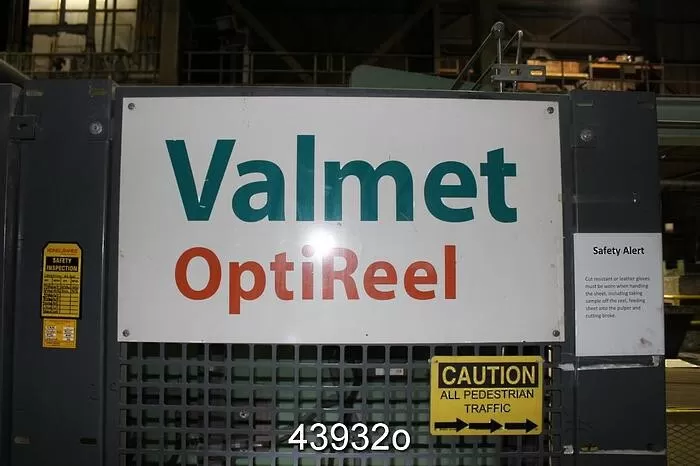 Valmet
OptiReel
SAFETY
INSPECTION
Safety Alert
Cut resistant or leather gloves
must be worn when handling
the sheet, including taking
sample off the reel, feeding
sheet into the pulper and
cutting broke.
CAUTION
ALL PEDESTRIAN
TRAFFIC
43932o